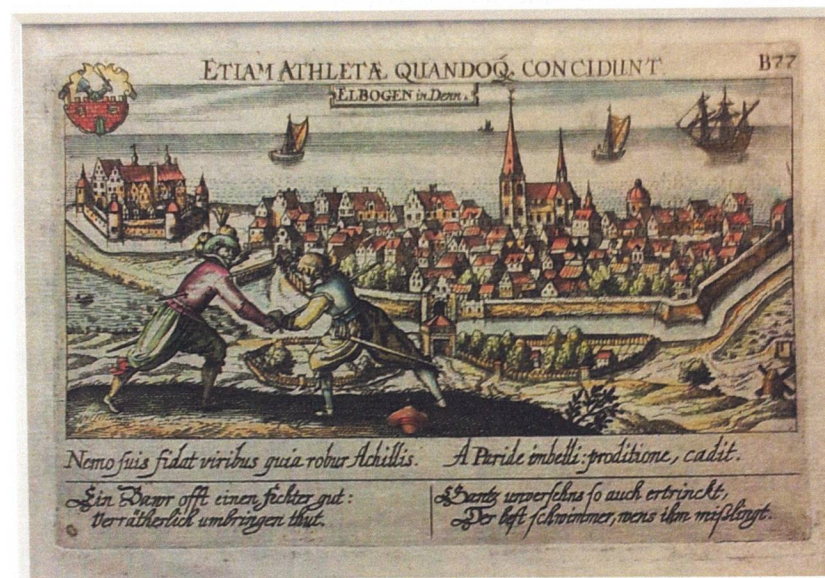 ETIAM ATHLETÆ QUANDOQ́. CONCIDUNT. B77
ELBOGEN in Denn.
Nemo suis fidat viribus quia robur Achillis. A Paride imbelli: proditione, cadit.
Ein Bawr offt einen fechter gut:
Verrätherlich umbringen thut.
Gantz unversehns so auch ertrinckt,
Der best schwimmer, wens ihm mißlingt.